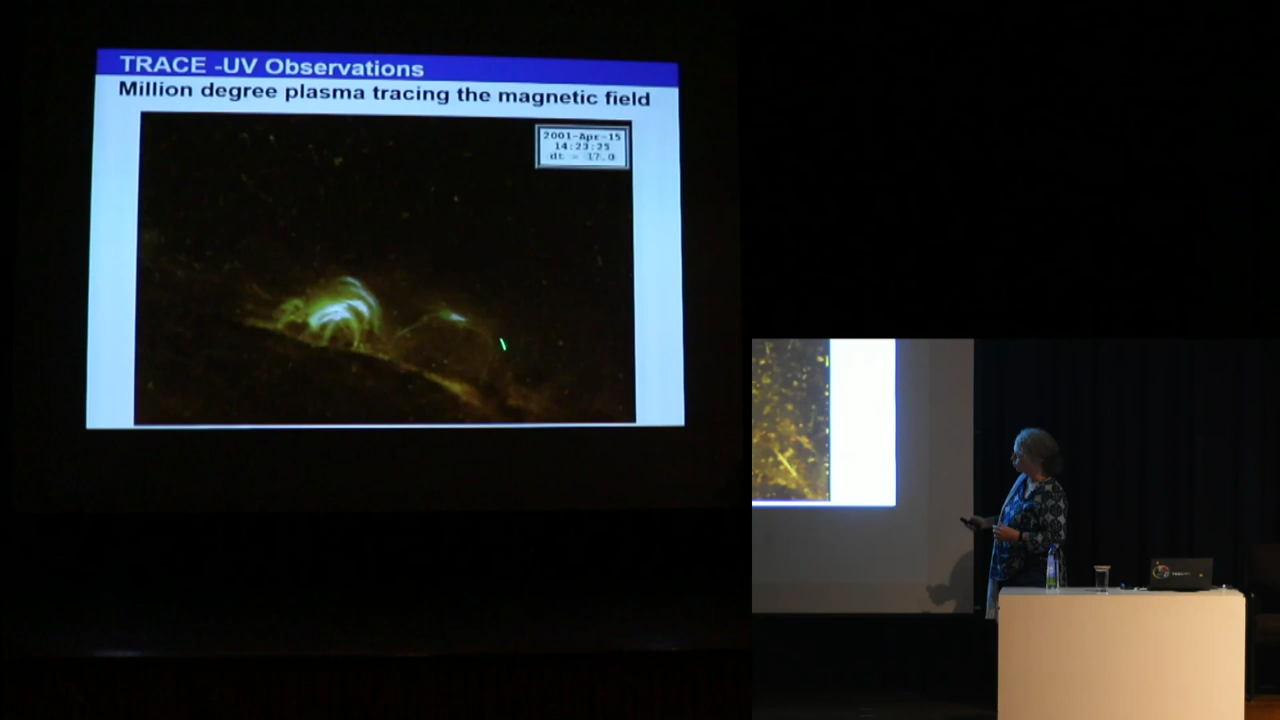 TRACE -UV Observations
Million degree plasma tracing the magnetic field
2001-Apr-15
14:23:25
dt = 17.0